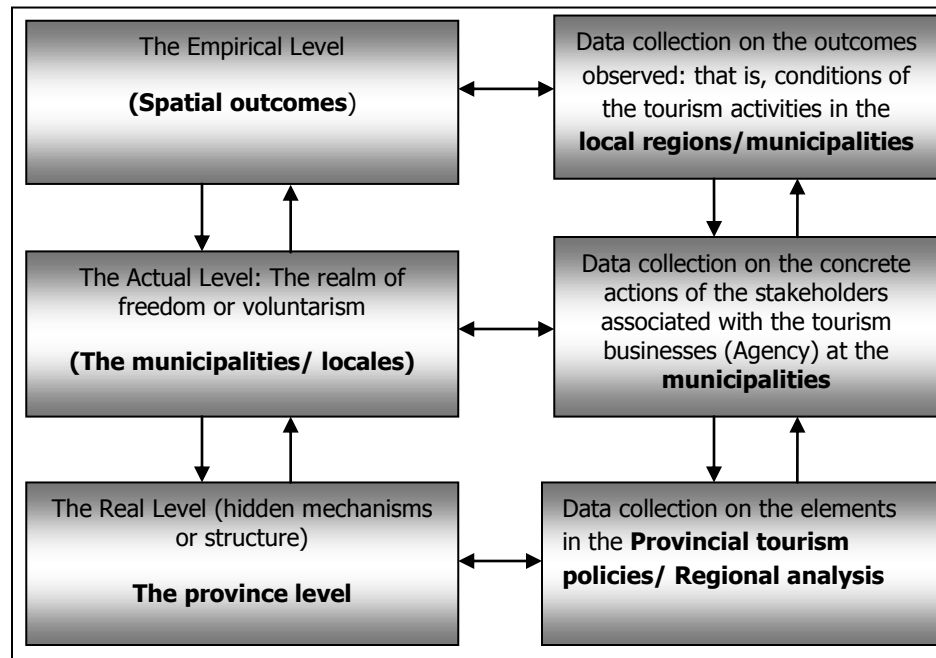 The Empirical Level
(Spatial outcomes)
Data collection on the outcomes
observed: that is, conditions of
the tourism activities in the
local regions/municipalities
The Actual Level: The realm of
freedom or voluntarism
(The municipalities/ locales)
Data collection on the concrete
actions of the stakeholders
associated with the tourism
businesses (Agency) at the
municipalities
The Real Level (hidden mechanisms
or structure)
The province level
Data collection on the elements
in the Provincial tourism
policies/ Regional analysis